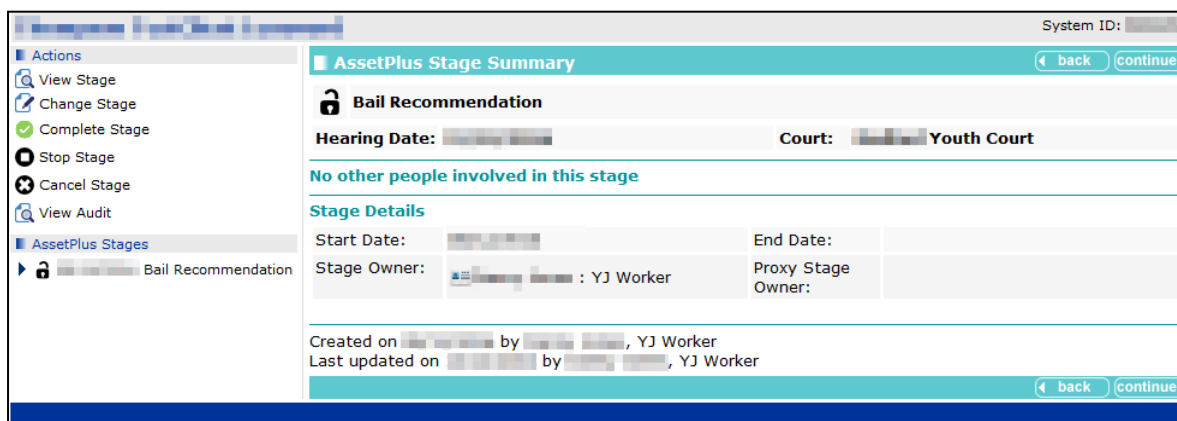 System ID:
Actions
View Stage
Change Stage
Complete Stage
Stop Stage
Cancel Stage
View Audit
AssetPlus Stages
Bail Recommendation
AssetPlus Stage Summary
back continue
Bail Recommendation
Hearing Date: Court: Youth Court
No other people involved in this stage
Stage Details
Start Date: End Date:
Stage Owner: : YJ Worker Proxy Stage
Owner:
Created on by , YJ Worker
Last updated on by , YJ Worker
back continue